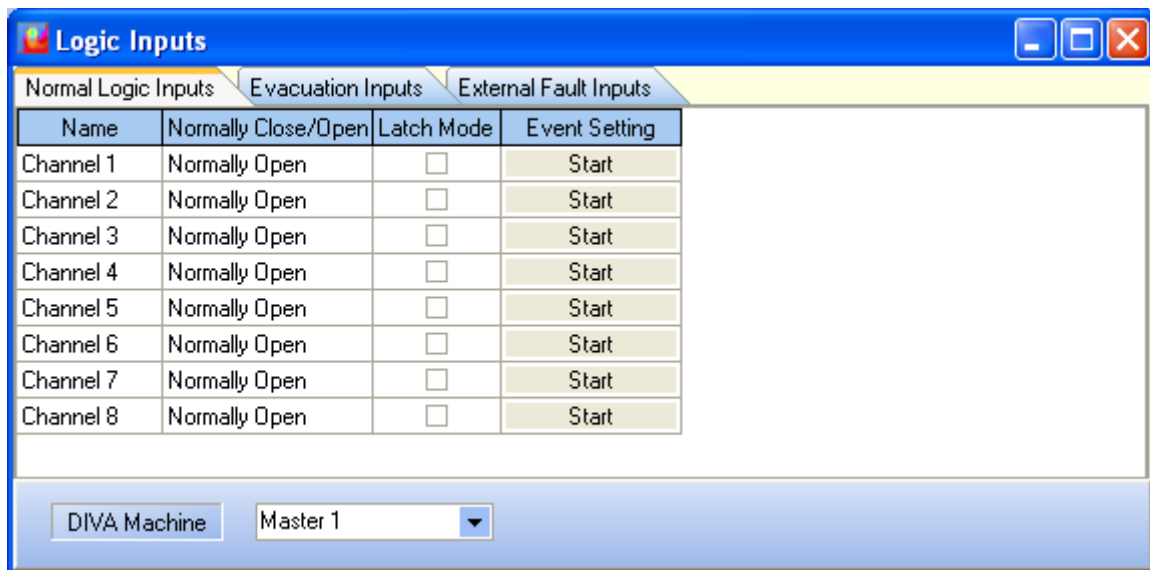 Logic Inputs
Normal Logic Inputs Evacuation Inputs External Fault Inputs
Name Normally Close/Open Latch Mode Event Setting
Channel 1 Normally Open Start
Channel 2 Normally Open Start
Channel 3 Normally Open Start
Channel 4 Normally Open Start
Channel 5 Normally Open Start
Channel 6 Normally Open Start
Channel 7 Normally Open Start
Channel 8 Normally Open Start
DIVA Machine Master 1